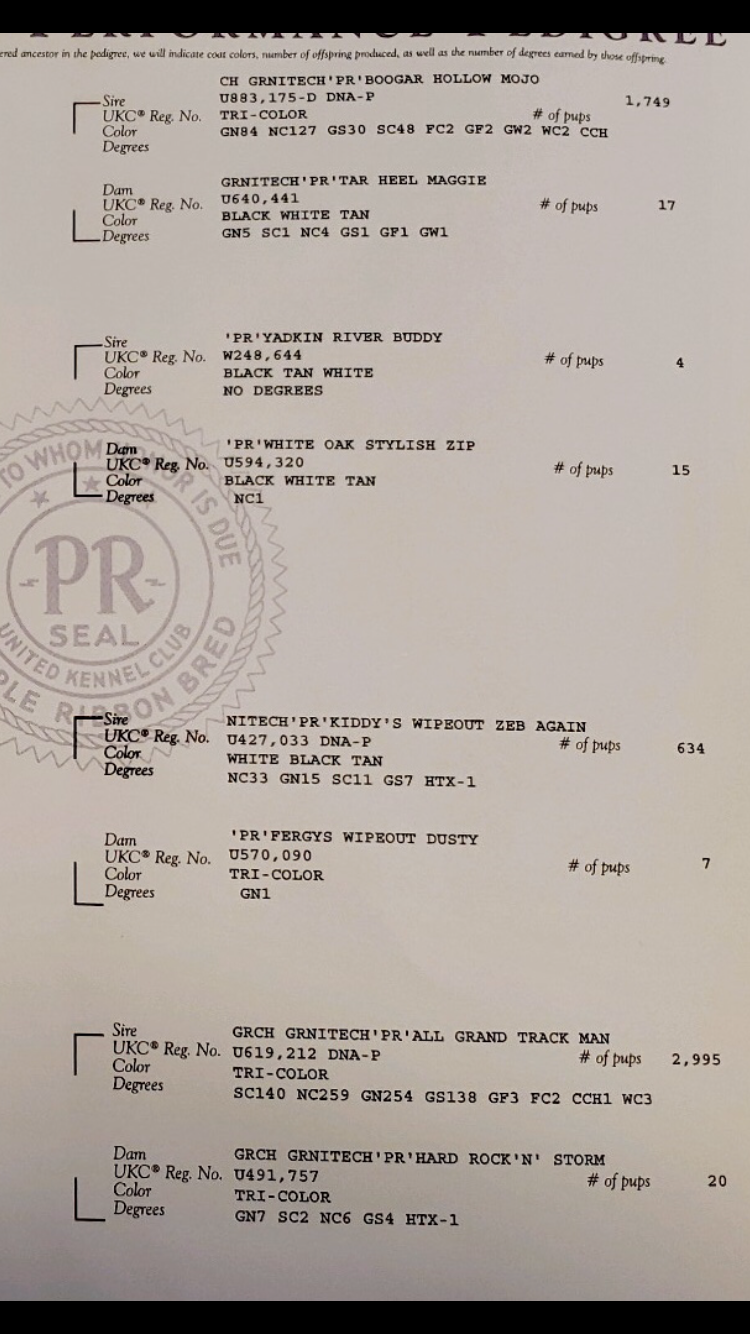 PERFORMANCE PEDIGREE
ered ancestor in the pedigree, we will indicate coat colors, number of offspring produced, as well as the number of degrees earned by those offspring.
CH GRNITECH'PR'BOOGAR HOLLOW MOJO
Sire U883,175-D DNA-P 1,749
UKC® Reg. No. TRI-COLOR # of pups
Color GN84 NC127 GS30 SC48 FC2 GF2 GW2 WC2 CCH
Degrees
Dam GRNITECH'PR'TAR HEEL MAGGIE
UKC® Reg. No. U640,441 # of pups 17
Color BLACK WHITE TAN
Degrees GN5 SC1 NC4 GS1 GF1 GW1
Sire 'PR'YADKIN RIVER BUDDY
UKC® Reg. No. W248,644 # of pups 4
Color BLACK TAN WHITE
Degrees NO DEGREES
Dam 'PR'WHITE OAK STYLISH ZIP
UKC® Reg. No. U594,320 # of pups 15
Color BLACK WHITE TAN
Degrees NC1
TO WHOM HONOR IS DUE
-PR-
SEAL
UNITED KENNEL CLUB
PLE RIBBON BRED
Sire NITECH'PR'KIDDY'S WIPEOUT ZEB AGAIN
UKC® Reg. No. U427,033 DNA-P # of pups 634
Color WHITE BLACK TAN
Degrees NC33 GN15 SC11 GS7 HTX-1
Dam 'PR'FERGYS WIPEOUT DUSTY
UKC® Reg. No. U570,090 # of pups 7
Color TRI-COLOR
Degrees GN1
Sire GRCH GRNITECH'PR'ALL GRAND TRACK MAN
UKC® Reg. No. U619,212 DNA-P # of pups 2,995
Color TRI-COLOR
Degrees SC140 NC259 GN254 GS138 GF3 FC2 CCH1 WC3
Dam GRCH GRNITECH'PR'HARD ROCK'N' STORM
UKC® Reg. No. U491,757 # of pups 20
Color TRI-COLOR
Degrees GN7 SC2 NC6 GS4 HTX-1